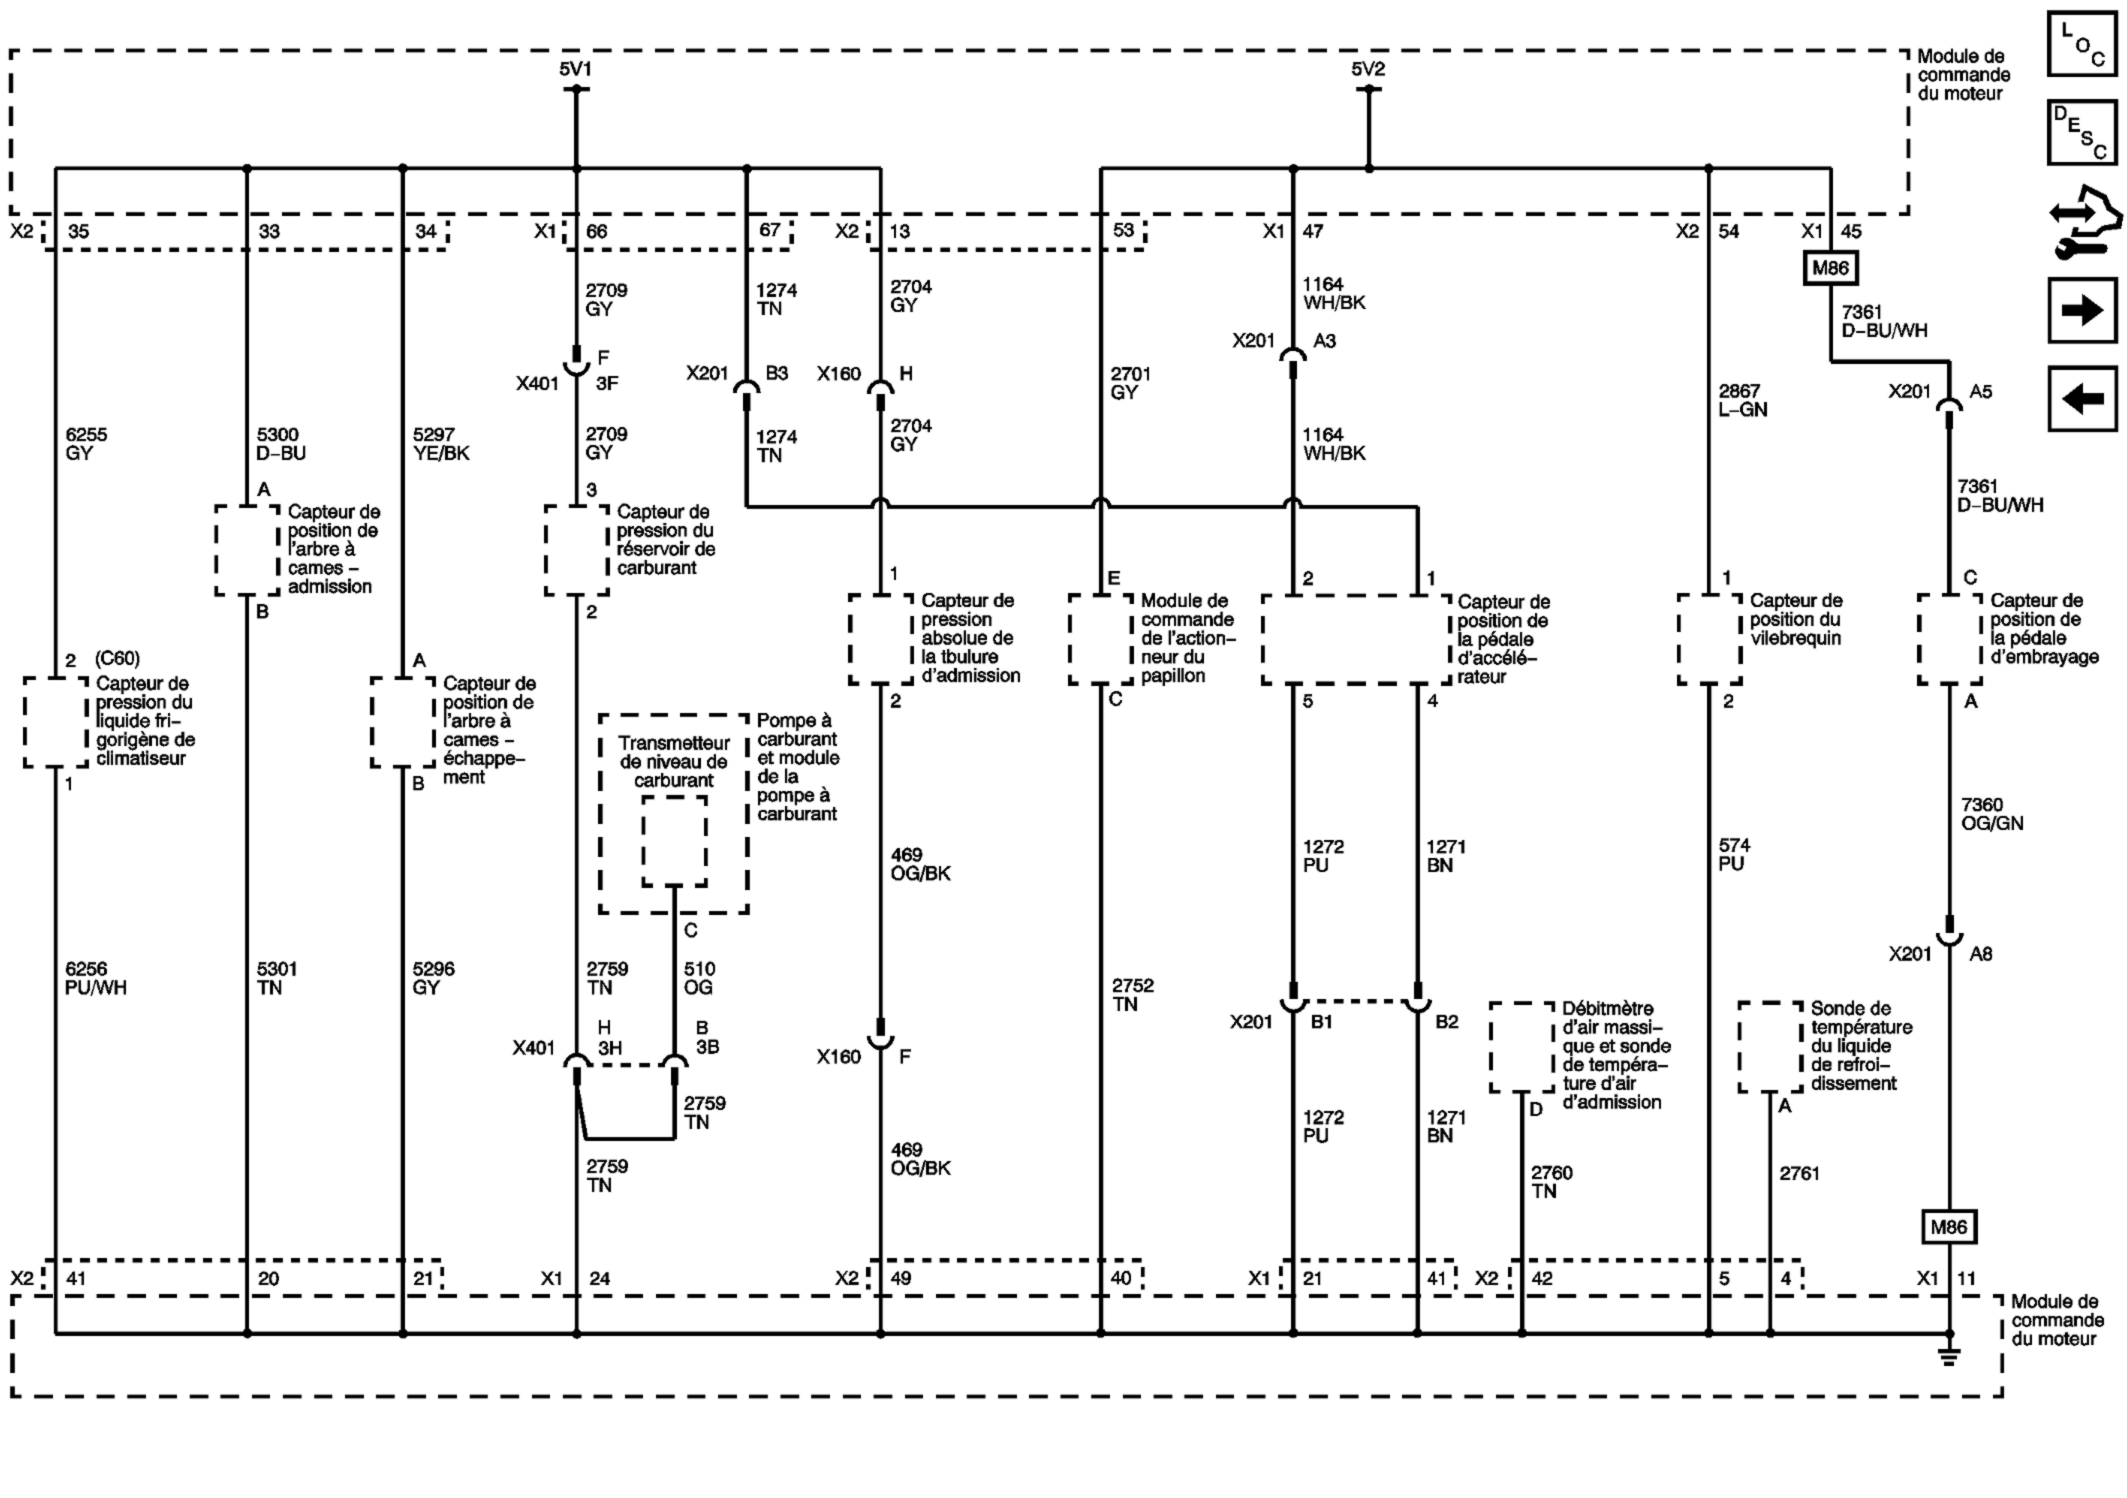 5V1
5V2
Module de
commande
du moteur
L
O
C
D
E
S
C
X2
35
33
34
X1
66
67
X2
13
53
X1
47
X2
54
X1
45
M86
2709
GY
1274
TN
2704
GY
1164
WH/BK
7361
D–BU/WH
F
X401
3F
X201
B3
X160
H
2701
GY
X201
A3
2867
L–GN
X201
A5
6255
GY
5300
D–BU
5297
YE/BK
2709
GY
1274
TN
2704
GY
1164
WH/BK
7361
D–BU/WH
A
Capteur de
position de
l'arbre à
cames –
admission
B
3
Capteur de
pression du
réservoir de
carburant
2
1
Capteur de
pression
absolue de
la tbulure
d'admission
2
E
Module de
commande
de l'action–
neur du
papillon
C
2
1
Capteur de
position de
la pédale
d'accélé–
rateur
5
4
1
Capteur de
position du
vilebrequin
2
C
Capteur de
position de
la pédale
d'embrayage
A
2
(C60)
Capteur de
pression du
liquide fri–
gorigène de
climatiseur
1
A
Capteur de
position de
l'arbre à
cames –
échappe–
ment
B
Transmetteur
de niveau de
carburant
Pompe à
carburant
et module
de la
pompe à
carburant
C
469
OG/BK
1272
PU
1271
BN
574
PU
7360
OG/GN
X201
A8
6256
PU/WH
5301
TN
5296
GY
2759
TN
510
OG
2752
TN
X401
H
3H
B
3B
X160
F
X201
B1
B2
Débitmètre
d'air massi–
que et sonde
de tempéra–
ture d'air
d'admission
D
Sonde de
température
du liquide
de refroi–
dissement
A
2759
TN
2759
TN
469
OG/BK
1272
PU
1271
BN
2760
TN
2761
M86
X2
41
20
21
X1
24
X2
49
40
X1
21
41
X2
42
5
4
X1
11
Module de
commande
du moteur